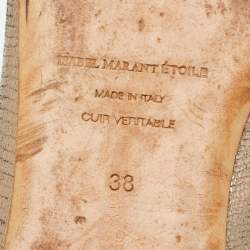 ISABEL MARANT ÉTOILE
MADE IN ITALY
CUIR VERITABLE
38